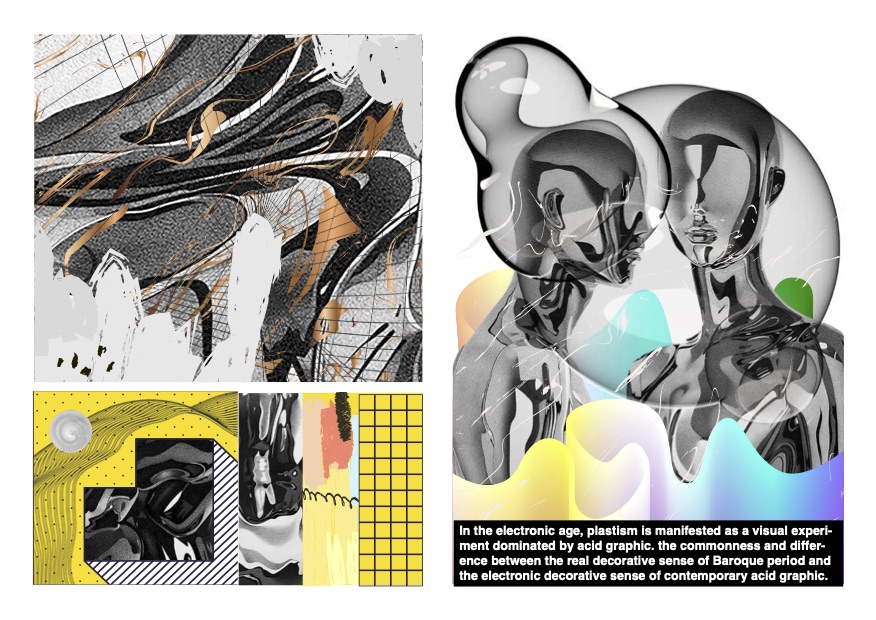 In the electronic age, plastism is manifested as a visual experi-
ment dominated by acid graphic. the commonness and differ-
ence between the real decorative sense of Baroque period and
the electronic decorative sense of contemporary acid graphic.